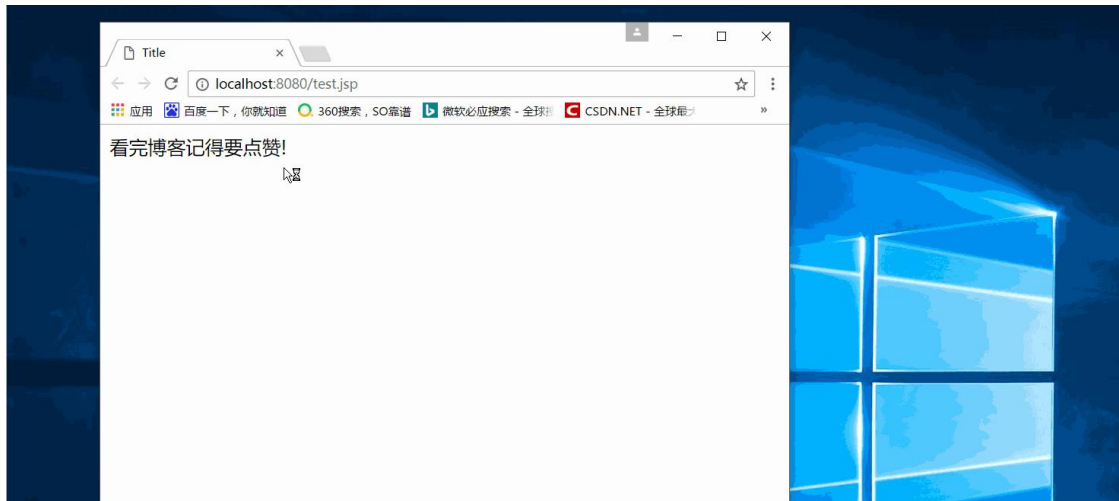 Title
localhost:8080/test.jsp
应用 百度一下，你就知道 360搜索，SO靠谱 微软必应搜索 - 全球 CSDN.NET - 全球最 »
看完博客记得要点赞!